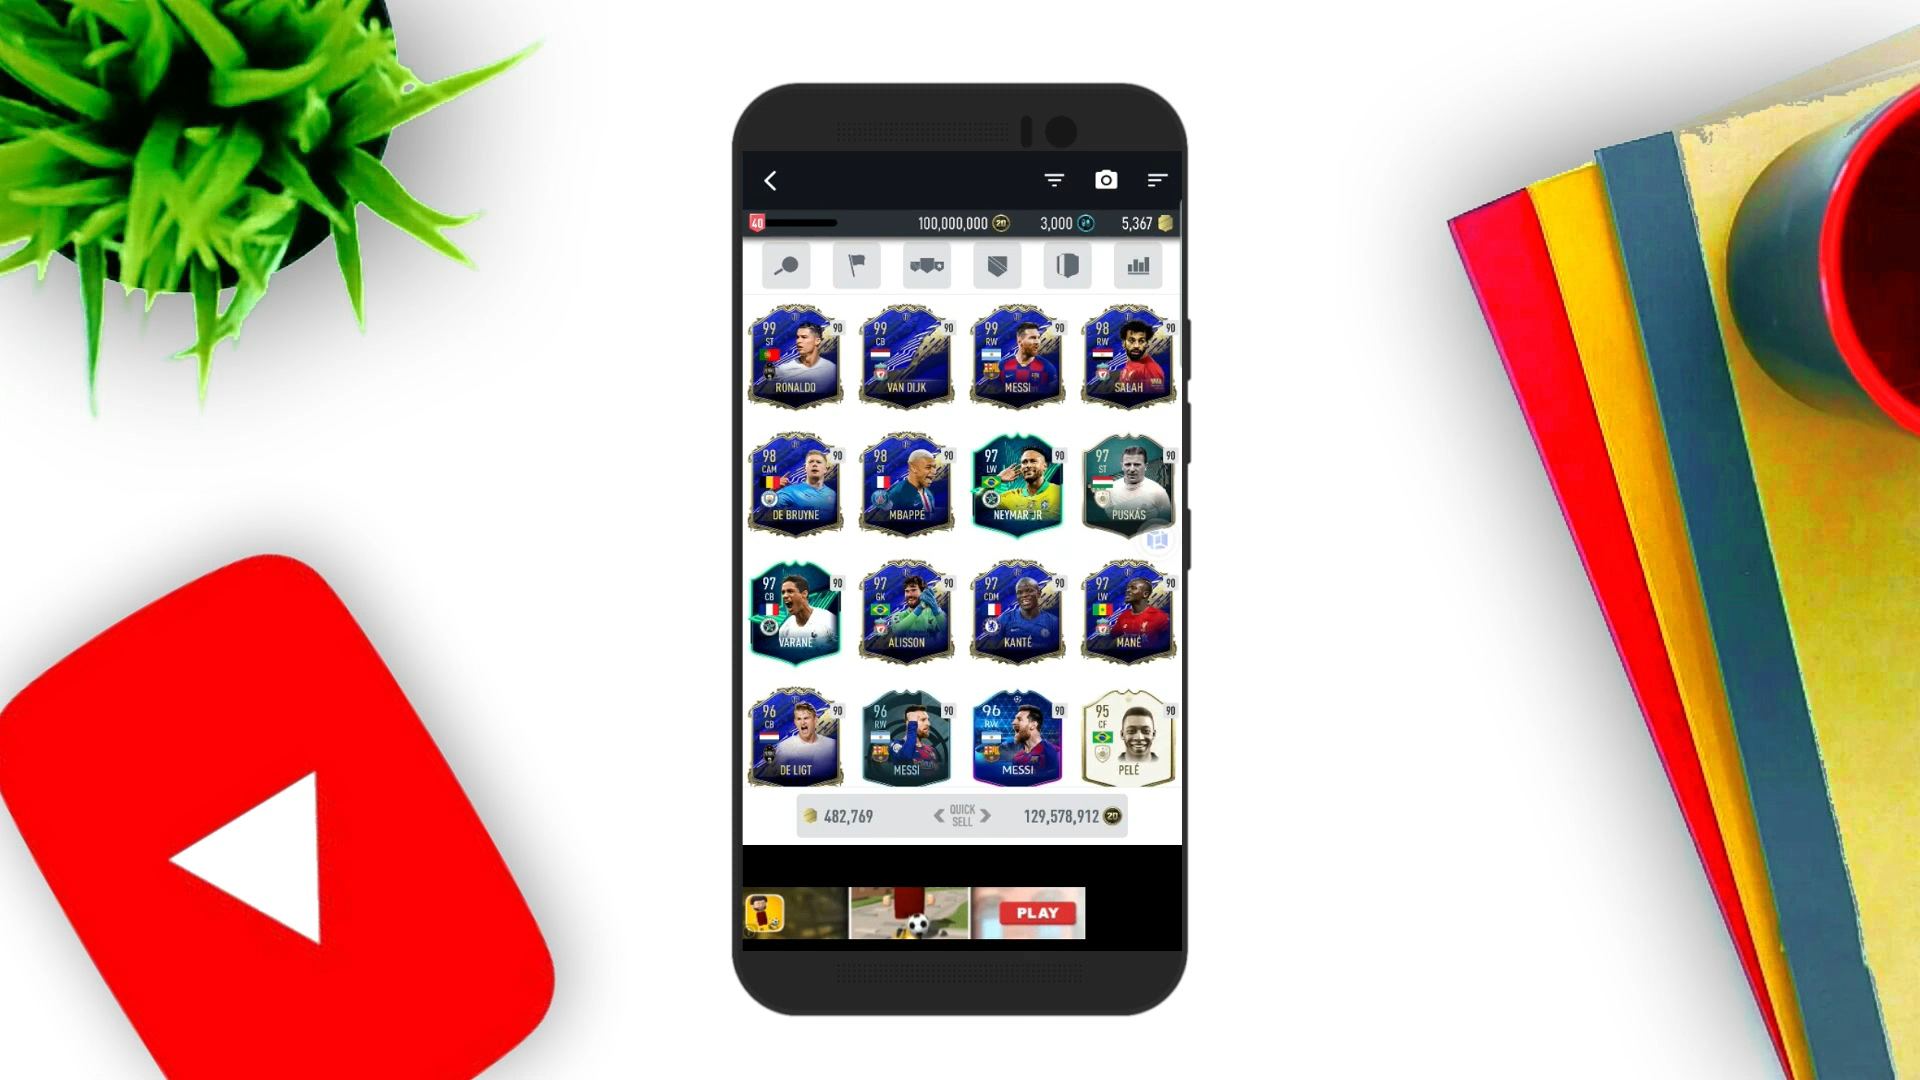 40 100,000,000 20 3,000 5,367
99 90 99 90 99 90 98 90
ST CB RW RW
RONALDO VAN DIJK MESSI SALAH
98 90 98 90 97 90 97 90
CAM ST LW ST
DE BRUYNE MBAPPÉ NEYMAR JR PUSKÁS
97 90 97 90 97 90 97 90
CB GK CDM LW
VARANE ALISSON KANTÉ MANÉ
96 90 96 90 96 90 95 90
CB RW RW CF
DE LIGT MESSI MESSI PELÉ
482,769 QUICK SELL 129,578,912 20
PLAY